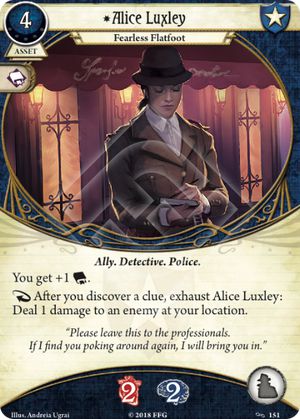 4
Alice Luxley
Fearless Flatfoot
ASSET
Ally. Detective. Police.
You get +1
After you discover a clue, exhaust Alice Luxley:
Deal 1 damage to an enemy at your location.
“Please leave this to the professionals.
If I find you poking around again, I will bring you in.”
2 2
Illus. Andreia Ugrai © 2018 FFG 151